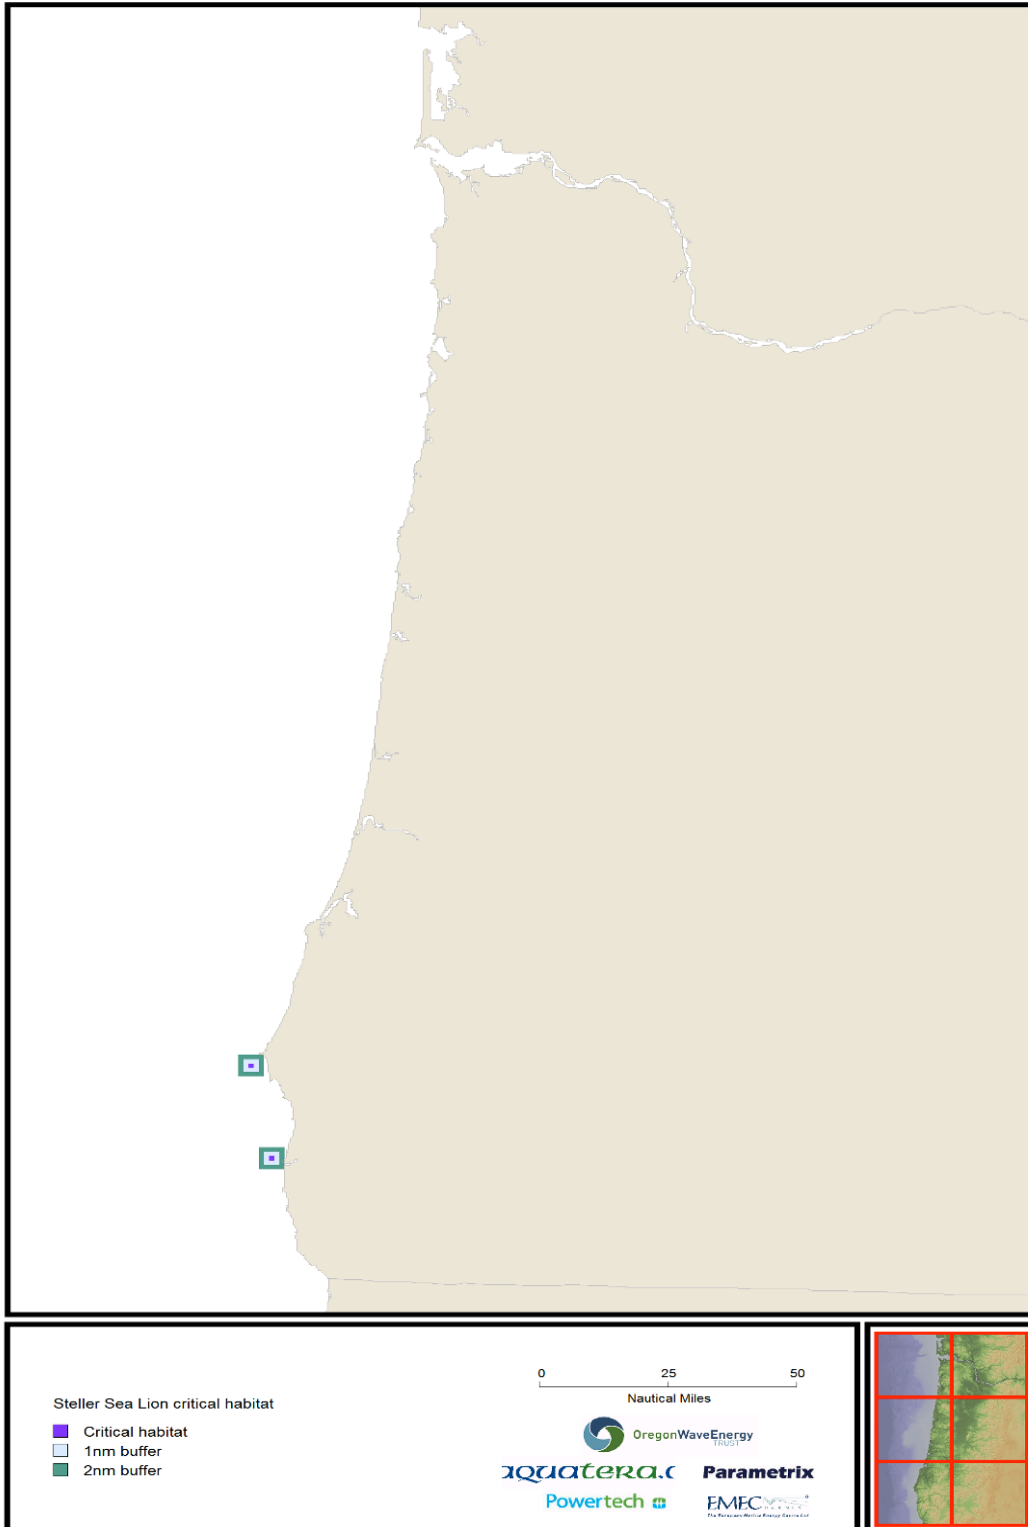 Steller Sea Lion critical habitat
Critical habitat
1nm buffer
2nm buffer
0 25 50
Nautical Miles
OregonWaveEnergy
TRUST
aquatera.c
Parametrix
Powertech
EMEC